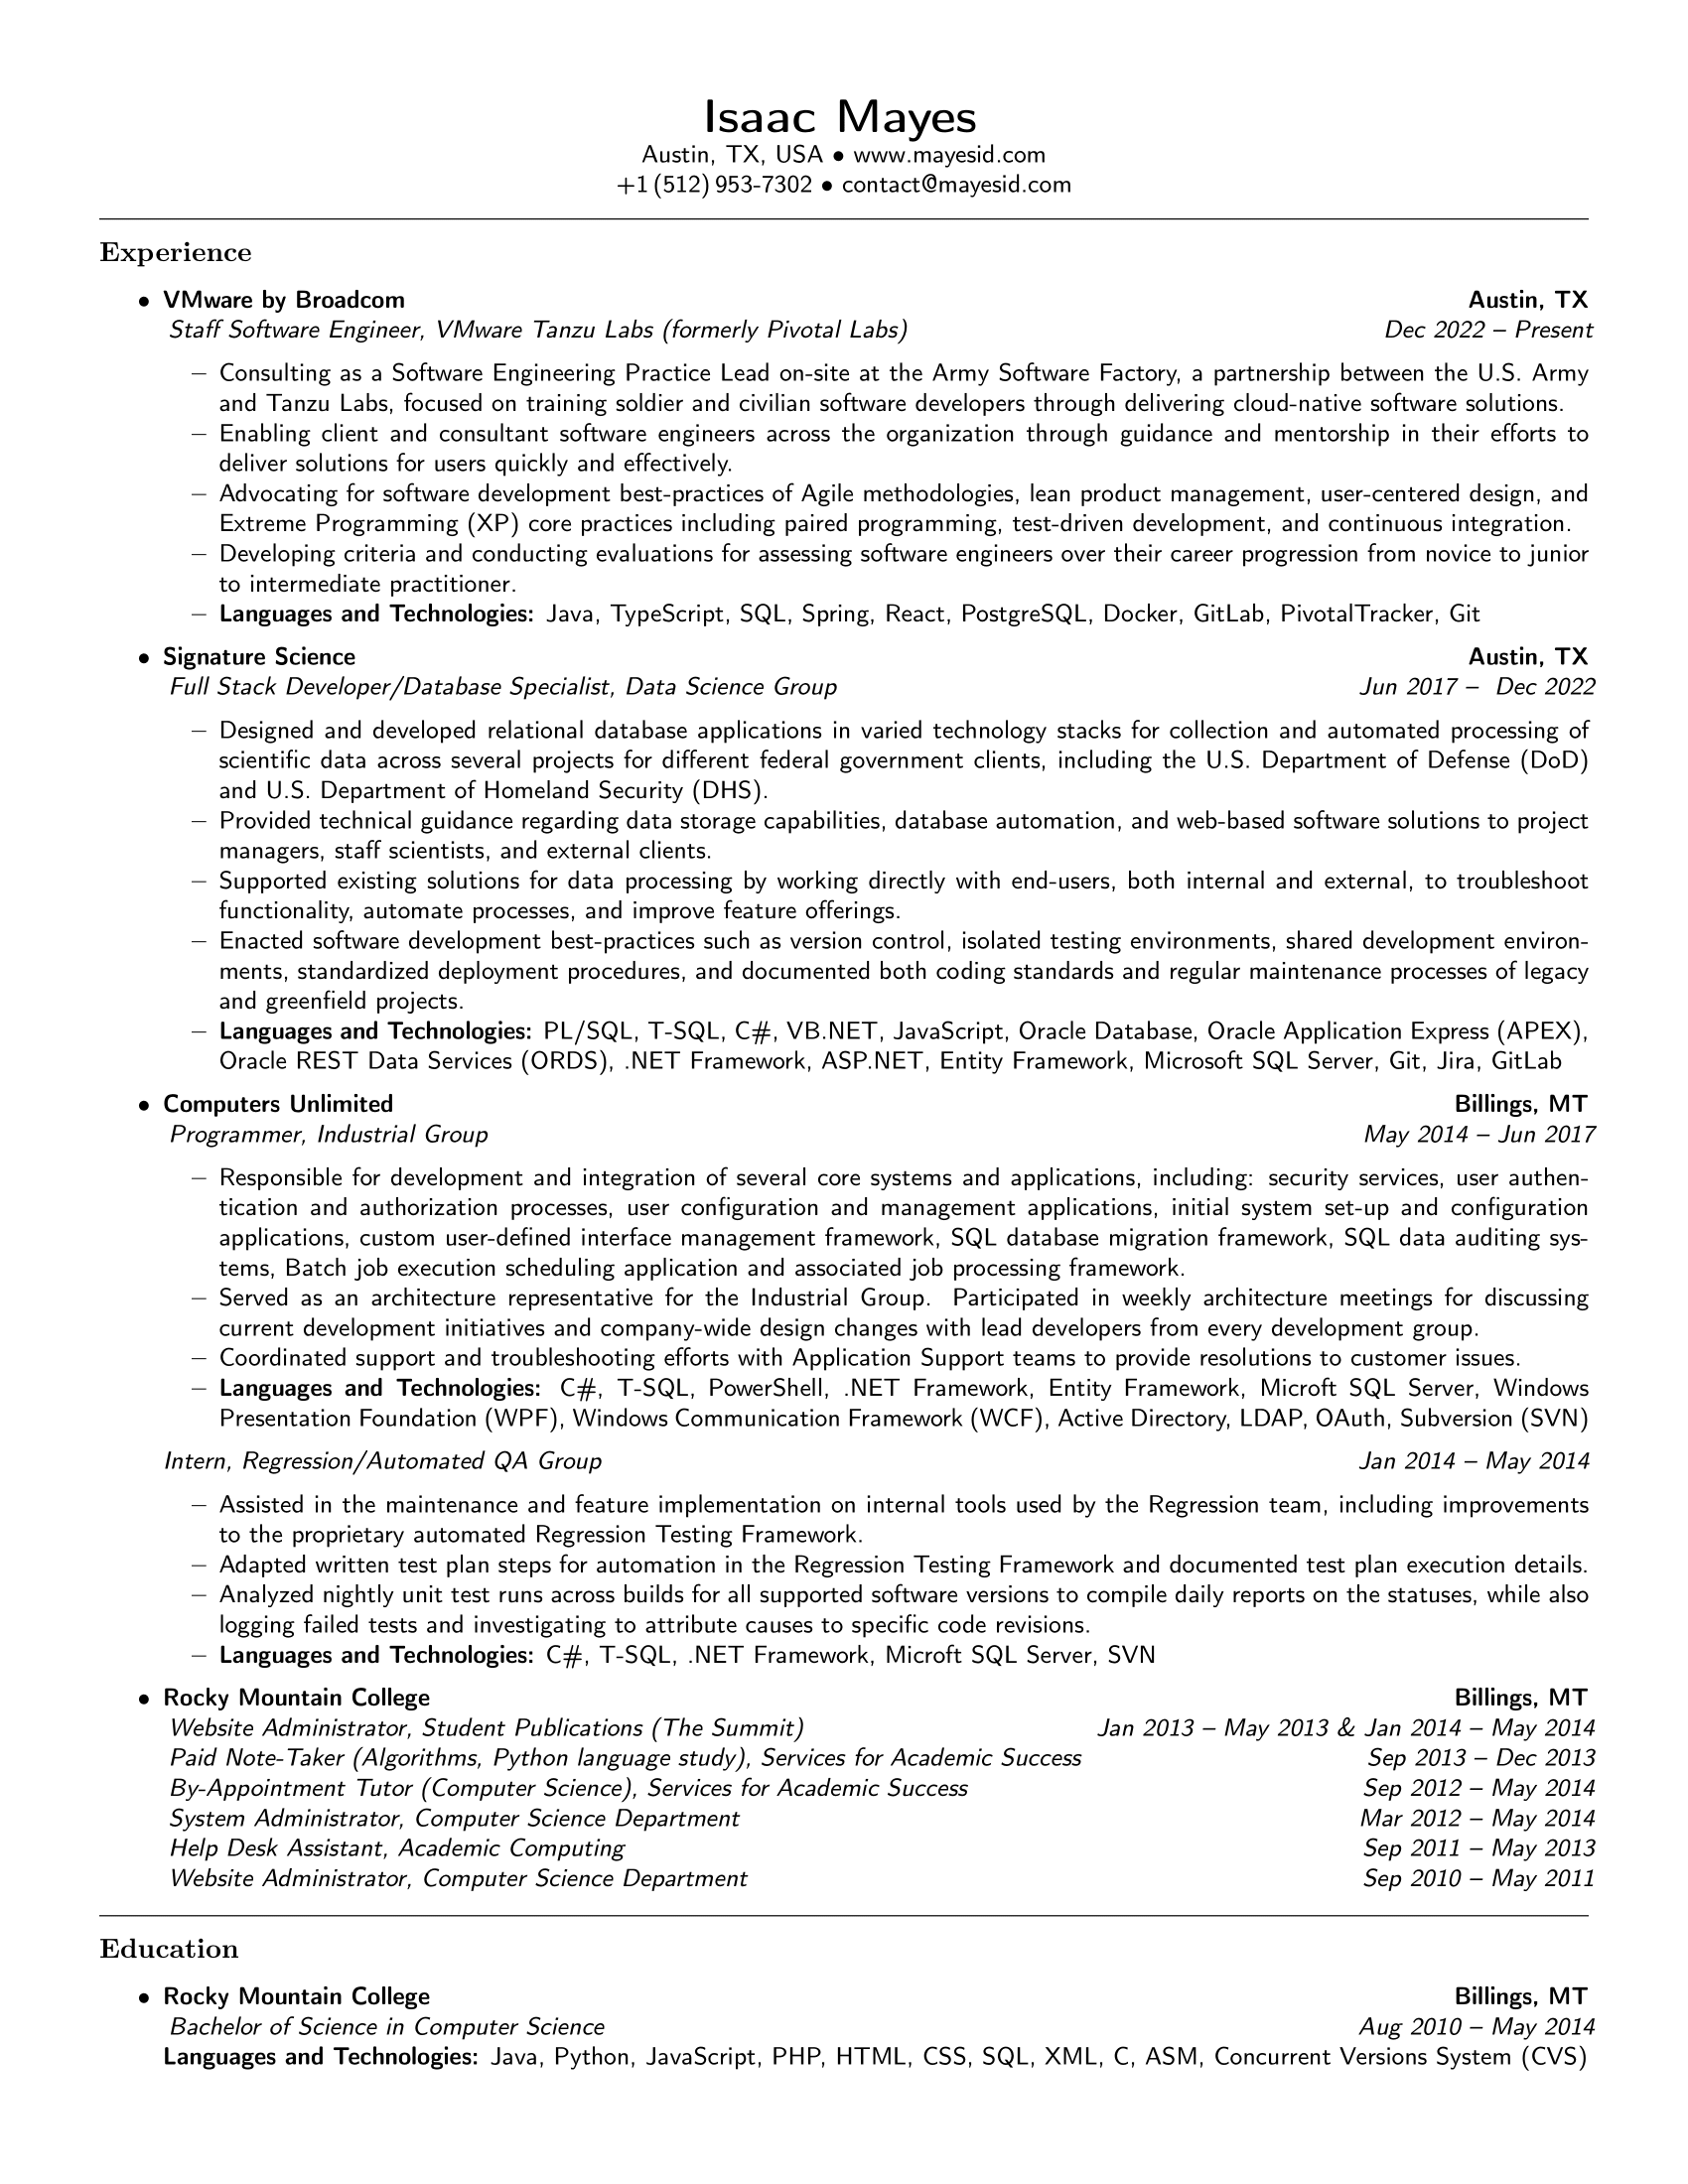 Isaac Mayes
Austin, TX, USA • www.mayesid.com
+1 (512) 953-7302 • contact@mayesid.com
Experience
• VMware by Broadcom Austin, TX
Staff Software Engineer, VMware Tanzu Labs (formerly Pivotal Labs) Dec 2022 – Present
– Consulting as a Software Engineering Practice Lead on-site at the Army Software Factory, a partnership between the U.S. Army
and Tanzu Labs, focused on training soldier and civilian software developers through delivering cloud-native software solutions.
– Enabling client and consultant software engineers across the organization through guidance and mentorship in their efforts to
deliver solutions for users quickly and effectively.
– Advocating for software development best-practices of Agile methodologies, lean product management, user-centered design, and
Extreme Programming (XP) core practices including paired programming, test-driven development, and continuous integration.
– Developing criteria and conducting evaluations for assessing software engineers over their career progression from novice to junior
to intermediate practitioner.
– Languages and Technologies: Java, TypeScript, SQL, Spring, React, PostgreSQL, Docker, GitLab, PivotalTracker, Git
• Signature Science Austin, TX
Full Stack Developer/Database Specialist, Data Science Group Jun 2017 – Dec 2022
– Designed and developed relational database applications in varied technology stacks for collection and automated processing of
scientific data across several projects for different federal government clients, including the U.S. Department of Defense (DoD)
and U.S. Department of Homeland Security (DHS).
– Provided technical guidance regarding data storage capabilities, database automation, and web-based software solutions to project
managers, staff scientists, and external clients.
– Supported existing solutions for data processing by working directly with end-users, both internal and external, to troubleshoot
functionality, automate processes, and improve feature offerings.
– Enacted software development best-practices such as version control, isolated testing environments, shared development environ-
ments, standardized deployment procedures, and documented both coding standards and regular maintenance processes of legacy
and greenfield projects.
– Languages and Technologies: PL/SQL, T-SQL, C#, VB.NET, JavaScript, Oracle Database, Oracle Application Express (APEX),
Oracle REST Data Services (ORDS), .NET Framework, ASP.NET, Entity Framework, Microsoft SQL Server, Git, Jira, GitLab
• Computers Unlimited Billings, MT
Programmer, Industrial Group May 2014 – Jun 2017
– Responsible for development and integration of several core systems and applications, including: security services, user authen-
tication and authorization processes, user configuration and management applications, initial system set-up and configuration
applications, custom user-defined interface management framework, SQL database migration framework, SQL data auditing sys-
tems, Batch job execution scheduling application and associated job processing framework.
– Served as an architecture representative for the Industrial Group. Participated in weekly architecture meetings for discussing
current development initiatives and company-wide design changes with lead developers from every development group.
– Coordinated support and troubleshooting efforts with Application Support teams to provide resolutions to customer issues.
– Languages and Technologies: C#, T-SQL, PowerShell, .NET Framework, Entity Framework, Microft SQL Server, Windows
Presentation Foundation (WPF), Windows Communication Framework (WCF), Active Directory, LDAP, OAuth, Subversion (SVN)
Intern, Regression/Automated QA Group Jan 2014 – May 2014
– Assisted in the maintenance and feature implementation on internal tools used by the Regression team, including improvements
to the proprietary automated Regression Testing Framework.
– Adapted written test plan steps for automation in the Regression Testing Framework and documented test plan execution details.
– Analyzed nightly unit test runs across builds for all supported software versions to compile daily reports on the statuses, while also
logging failed tests and investigating to attribute causes to specific code revisions.
– Languages and Technologies: C#, T-SQL, .NET Framework, Microft SQL Server, SVN
• Rocky Mountain College Billings, MT
Website Administrator, Student Publications (The Summit) Jan 2013 – May 2013 & Jan 2014 – May 2014
Paid Note-Taker (Algorithms, Python language study), Services for Academic Success Sep 2013 – Dec 2013
By-Appointment Tutor (Computer Science), Services for Academic Success Sep 2012 – May 2014
System Administrator, Computer Science Department Mar 2012 – May 2014
Help Desk Assistant, Academic Computing Sep 2011 – May 2013
Website Administrator, Computer Science Department Sep 2010 – May 2011
Education
• Rocky Mountain College Billings, MT
Bachelor of Science in Computer Science Aug 2010 – May 2014
Languages and Technologies: Java, Python, JavaScript, PHP, HTML, CSS, SQL, XML, C, ASM, Concurrent Versions System (CVS)